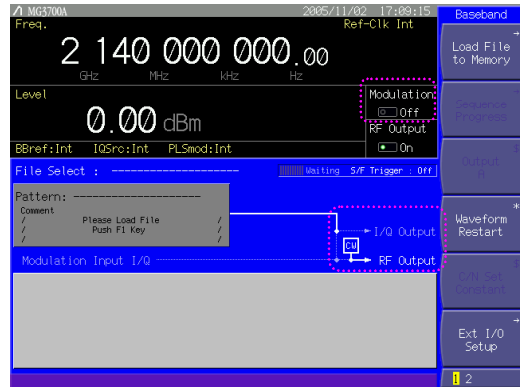 MG3700A
2005/11/02 17:09:15
Baseband
Freq.
Ref-Clk Int
2 140 000 000.00
GHz MHz kHz Hz
Load File
to Memory
Level
Modulation
Off
0.00 dBm
RF Output
On
Sequence
Progress
BBref:Int IQSrc:Int PLSmod:Int
File Select : ------------------
Waiting S/F Trigger : Off
Output
A
Pattern: -------------------
Comment
/ Please Load File /
/ Push F1 Key /
/ /
I/Q Output
CW
Modulation Input I/Q
RF Output
*
Waveform
Restart
C/N Set
Constant
Ext I/O
Setup
1 2